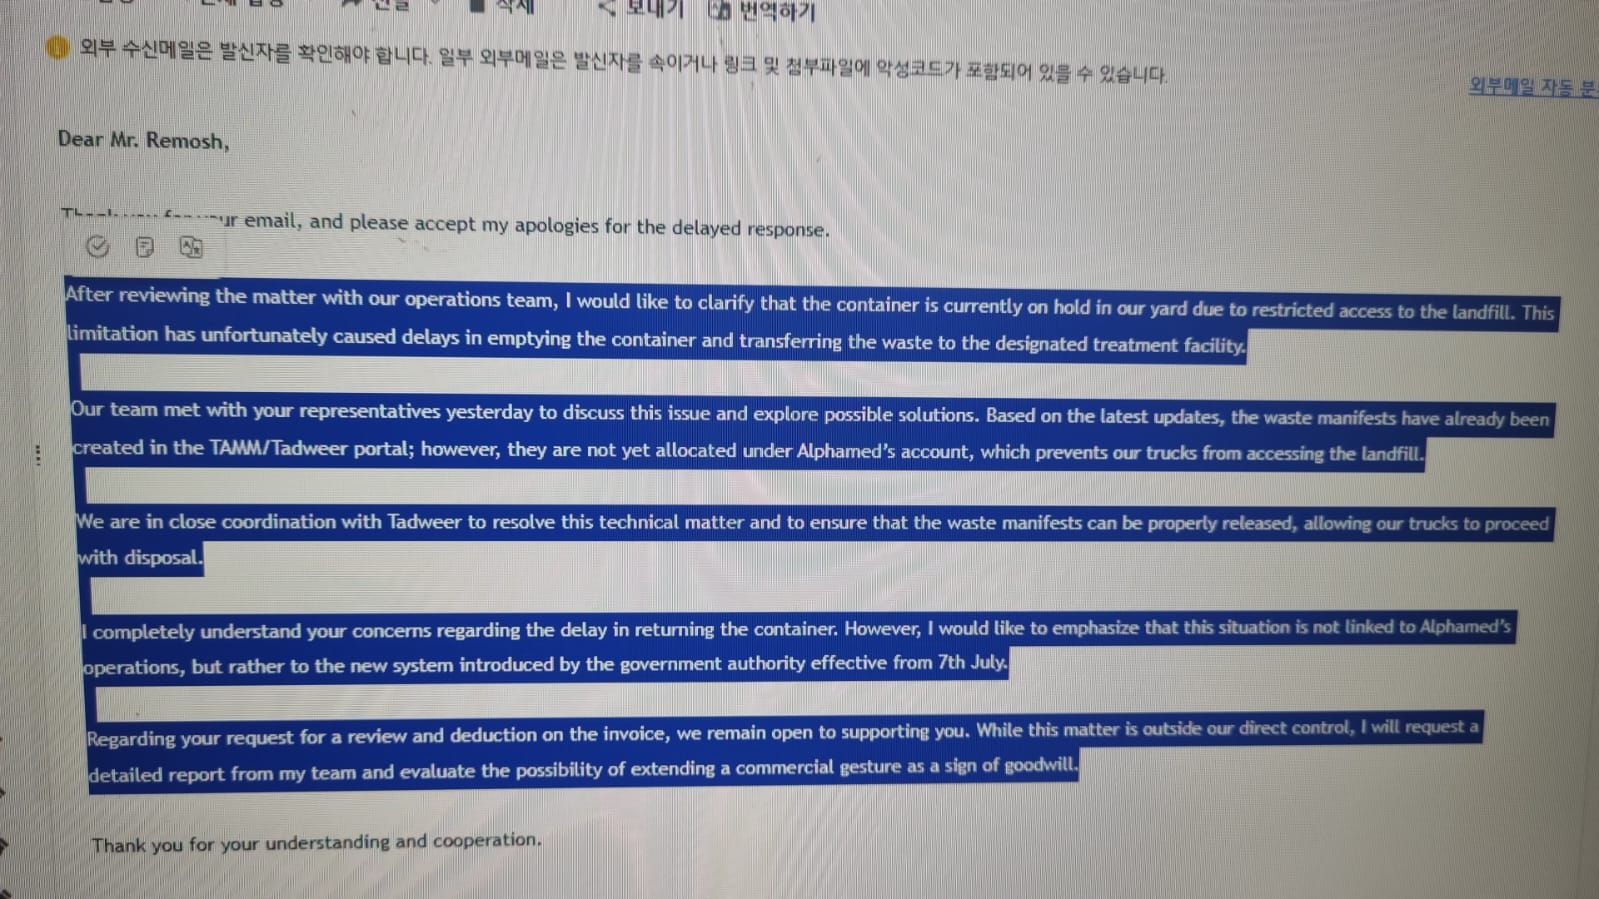 보내기 번역하기
외부 수신메일은 발신자를 확인해야 합니다. 일부 외부메일은 발신자를 속이거나 링크 및 첨부파일에 악성코드가 포함되어 있을 수 있습니다.
외부메일 자동 분
Dear Mr. Remosh,
email, and please accept my apologies for the delayed response.
After reviewing the matter with our operations team, I would like to clarify that the container is currently on hold in our yard due to restricted access to the landfill. This
limitation has unfortunately caused delays in emptying the container and transferring the waste to the designated treatment facility.
Our team met with your representatives yesterday to discuss this issue and explore possible solutions. Based on the latest updates, the waste manifests have already been
created in the TAMM/Tadweer portal; however, they are not yet allocated under Alphamed's account, which prevents our trucks from accessing the landfill.
We are in close coordination with Tadweer to resolve this technical matter and to ensure that the waste manifests can be properly released, allowing our trucks to proceed
with disposal.
I completely understand your concerns regarding the delay in returning the container. However, I would like to emphasize that this situation is not linked to Alphamed's
operations, but rather to the new system introduced by the government authority effective from 7th July.
Regarding your request for a review and deduction on the invoice, we remain open to supporting you. While this matter is outside our direct control, I will request a
detailed report from my team and evaluate the possibility of extending a commercial gesture as a sign of goodwill.
Thank you for your understanding and cooperation.